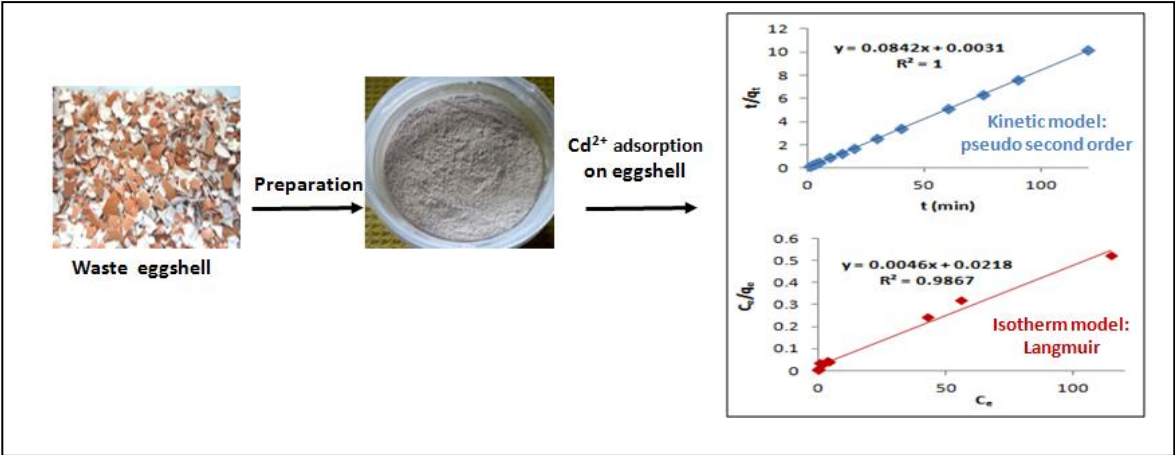 Waste eggshell
Preparation
Cd²⁺ adsorption
on eggshell
12
10
8
6
4
2
0
t/qₜ
y = 0.0842x + 0.0031
R² = 1
Kinetic model:
pseudo second order
0
50
100
t (min)
0.6
0.5
0.4
0.3
0.2
0.1
0
Cₑ/qₑ
y = 0.0046x + 0.0218
R² = 0.9867
Isotherm model:
Langmuir
0
100
Cₑ